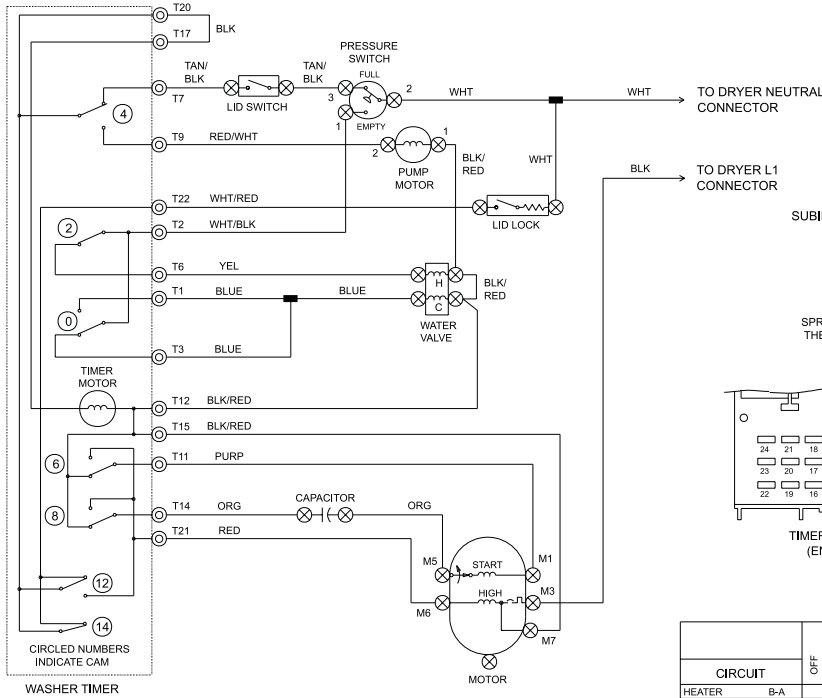 T20
T17
BLK
PRESSURE
SWITCH
TAN/
BLK
TAN/
BLK
FULL
2
WHT
WHT
TO DRYER NEUTRAL
CONNECTOR
T7
LID SWITCH
3
4
1
EMPTY
T9
RED/WHT
2
1
PUMP
MOTOR
BLK/
RED
WHT
BLK
TO DRYER L1
CONNECTOR
T22
WHT/RED
LID LOCK
2
T2
WHT/BLK
T6
YEL
H
BLK/
RED
T1
BLUE
BLUE
C
0
WATER
VALVE
T3
BLUE
TIMER
MOTOR
T12
BLK/RED
T15
BLK/RED
6
T11
PURP
8
T14
ORG
CAPACITOR
ORG
T21
RED
M5
START
M1
12
HIGH
M3
M6
M7
14
CIRCLED NUMBERS
INDICATE CAM
MOTOR
WASHER TIMER
SUBI
SPR
THE
24 21 18
23 20 17
22 19 16
TIMER
(EN
OFF
CIRCUIT
HEATER B-A